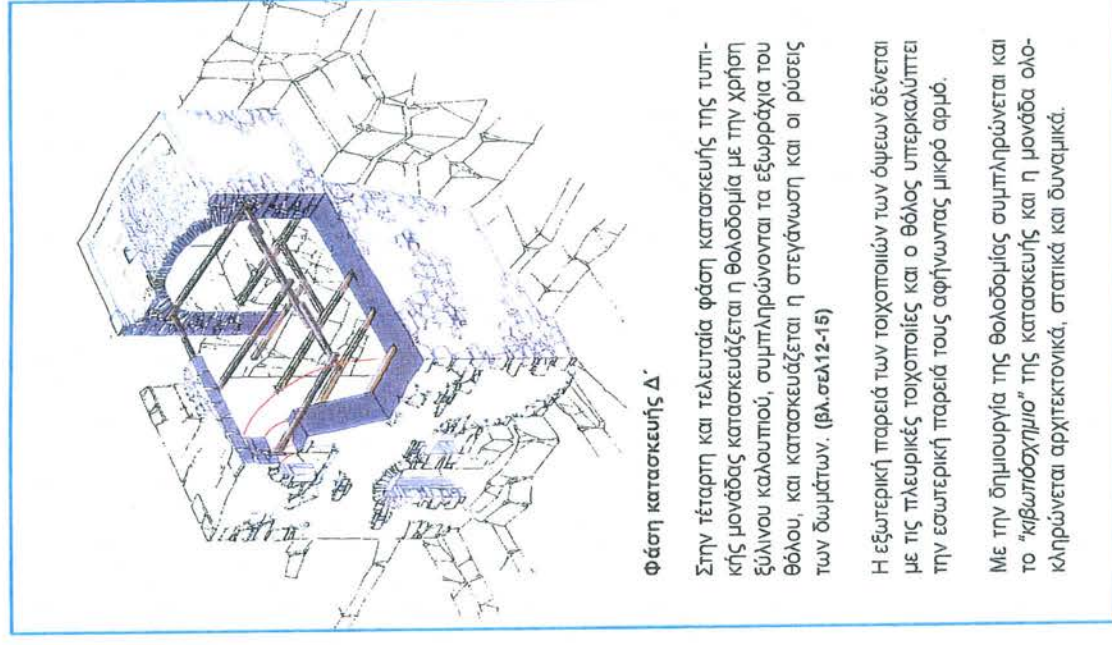 Φάση κατασκευής Δ΄
Στην τέταρτη και τελευταία φάση κατασκευής της τυπι-
κής μονάδας κατασκευάζεται η θολοδομία με την χρήση
ξύλινου καλουπιού, συμπληρώνονται τα εξωρράχια του
θόλου, και κατασκευάζεται η στεγάνωση και οι ρύσεις
των δωμάτων. (βλ.σελ12-15)
Η εξωτερική παρειά των τοιχοποιιών των όψεων δένεται
με τις πλευρικές τοιχοποιίες και ο θόλος υπερκαλύπτει
την εσωτερική παρειά τους αφήνωντας μικρό αρμό.
Με την δημιουργία της θολοδομίας συμπληρώνεται και
το "κιβωτιόσχημο" της κατασκευής και η μονάδα ολο-
κληρώνεται αρχιτεκτονικά, στατικά και δυναμικά.